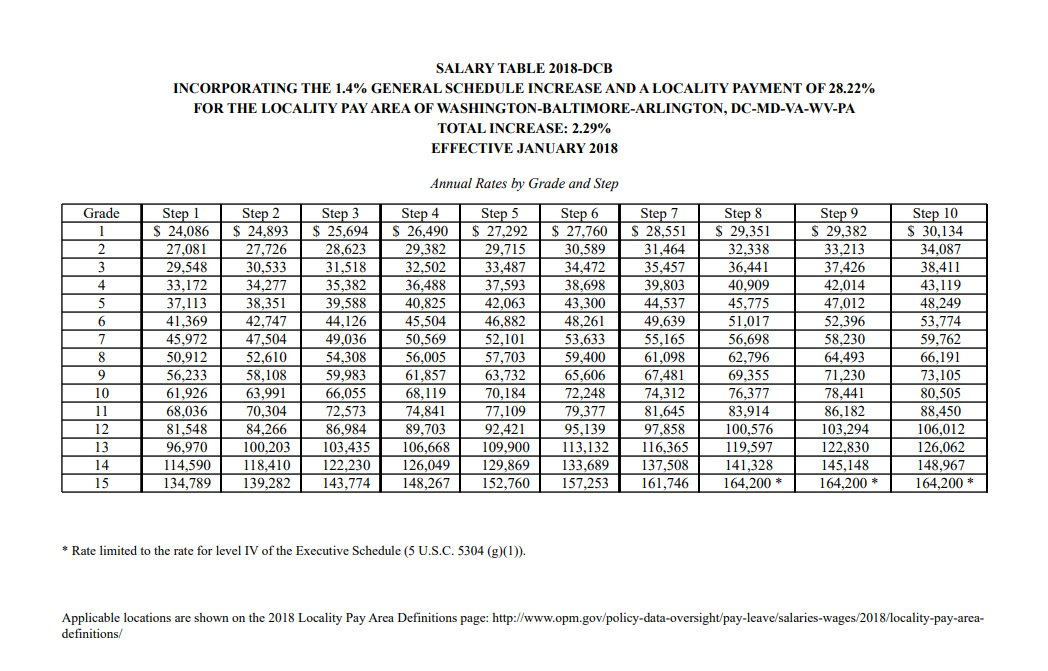 SALARY TABLE 2018-DCB
INCORPORATING THE 1.4% GENERAL SCHEDULE INCREASE AND A LOCALITY PAYMENT OF 28.22%
FOR THE LOCALITY PAY AREA OF WASHINGTON-BALTIMORE-ARLINGTON, DC-MD-VA-WV-PA
TOTAL INCREASE: 2.29%
EFFECTIVE JANUARY 2018
Annual Rates by Grade and Step
Grade Step 1 Step 2 Step 3 Step 4 Step 5 Step 6 Step 7 Step 8 Step 9 Step 10
1 $ 24,086 $ 24,893 $ 25,694 $ 26,490 $ 27,292 $ 27,760 $ 28,551 $ 29,351 $ 29,382 $ 30,134
2 27,081 27,726 28,623 29,382 29,715 30,589 31,464 32,338 33,213 34,087
3 29,548 30,533 31,518 32,502 33,487 34,472 35,457 36,441 37,426 38,411
4 33,172 34,277 35,382 36,488 37,593 38,698 39,803 40,909 42,014 43,119
5 37,113 38,351 39,588 40,825 42,063 43,300 44,537 45,775 47,012 48,249
6 41,369 42,747 44,126 45,504 46,882 48,261 49,639 51,017 52,396 53,774
7 45,972 47,504 49,036 50,569 52,101 53,633 55,165 56,698 58,230 59,762
8 50,912 52,610 54,308 56,005 57,703 59,400 61,098 62,796 64,493 66,191
9 56,233 58,108 59,983 61,857 63,732 65,606 67,481 69,355 71,230 73,105
10 61,926 63,991 66,055 68,119 70,184 72,248 74,312 76,377 78,441 80,505
11 68,036 70,304 72,573 74,841 77,109 79,377 81,645 83,914 86,182 88,450
12 81,548 84,266 86,984 89,703 92,421 95,139 97,858 100,576 103,294 106,012
13 96,970 100,203 103,435 106,668 109,900 113,132 116,365 119,597 122,830 126,062
14 114,590 118,410 122,230 126,049 129,869 133,689 137,508 141,328 145,148 148,967
15 134,789 139,282 143,774 148,267 152,760 157,253 161,746 164,200 * 164,200 * 164,200 *
* Rate limited to the rate for level IV of the Executive Schedule (5 U.S.C. 5304 (g)(1)).
Applicable locations are shown on the 2018 Locality Pay Area Definitions page: http://www.opm.gov/policy-data-oversight/pay-leave/salaries-wages/2018/locality-pay-area-
definitions/